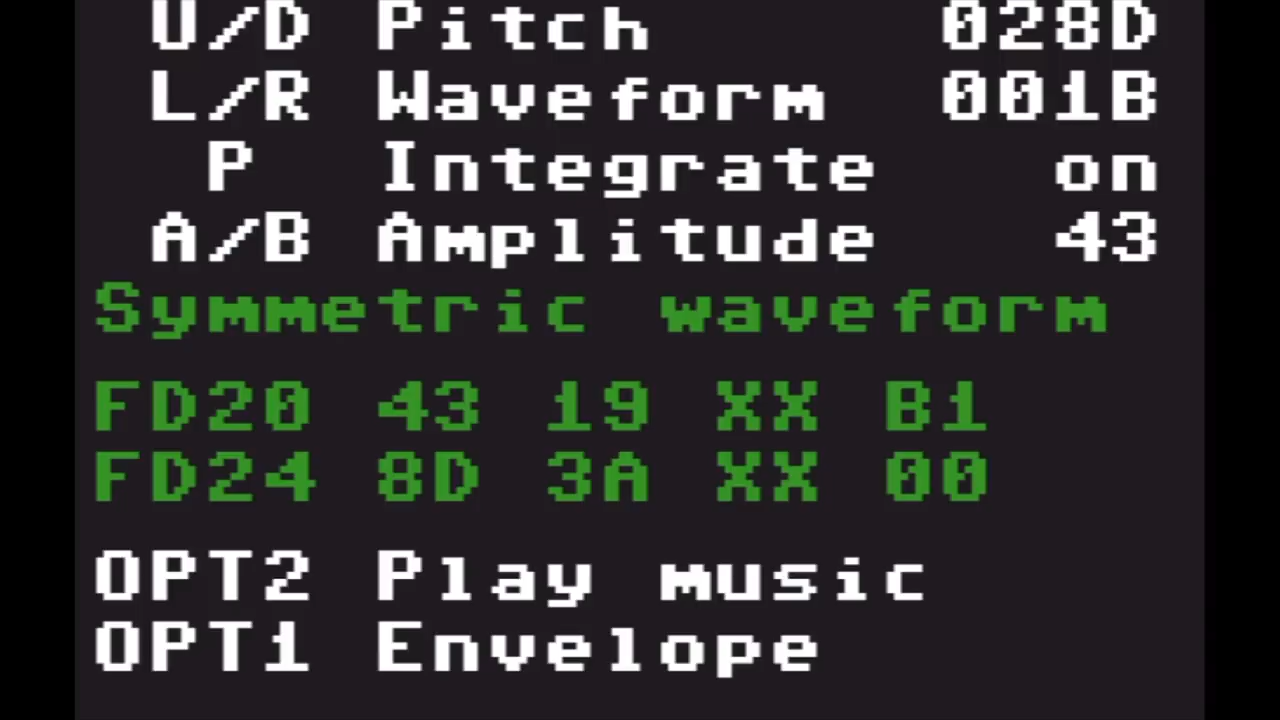 U/D Pitch 028D
L/R Waveform 001B
P Integrate on
A/B Amplitude 43
Symmetric waveform
FD20 43 19 XX B1
FD24 8D 3A XX 00
OPT2 Play music
OPT1 Envelope